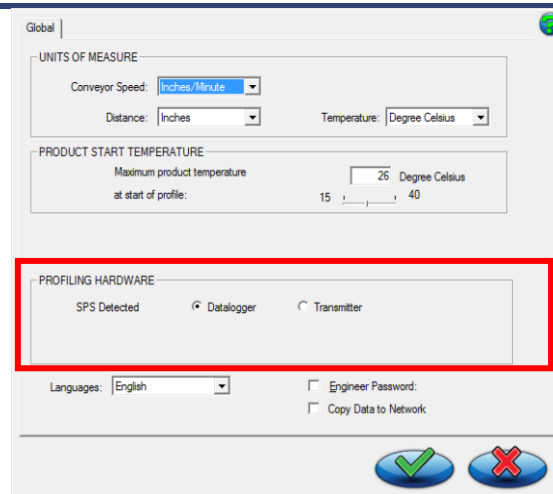 Global
UNITS OF MEASURE
Conveyor Speed: Inches/Minute
Distance: Inches Temperature: Degree Celsius
PRODUCT START TEMPERATURE
Maximum product temperature 26 Degree Celsius
at start of profile: 15 40
PROFILING HARDWARE
SPS Detected Datalogger Transmitter
Languages: English Engineer Password:
Copy Data to Network